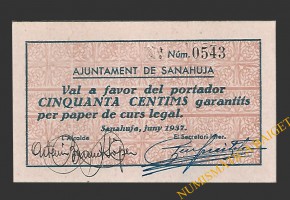 Núm. 0543
AJUNTAMENT DE SANAHUJA
Val a favor del portador
CINQUANTA CENTIMS garantits
per paper de curs legal.
Sanahuja, juny 1937.
L'Alcalde
El Secretari